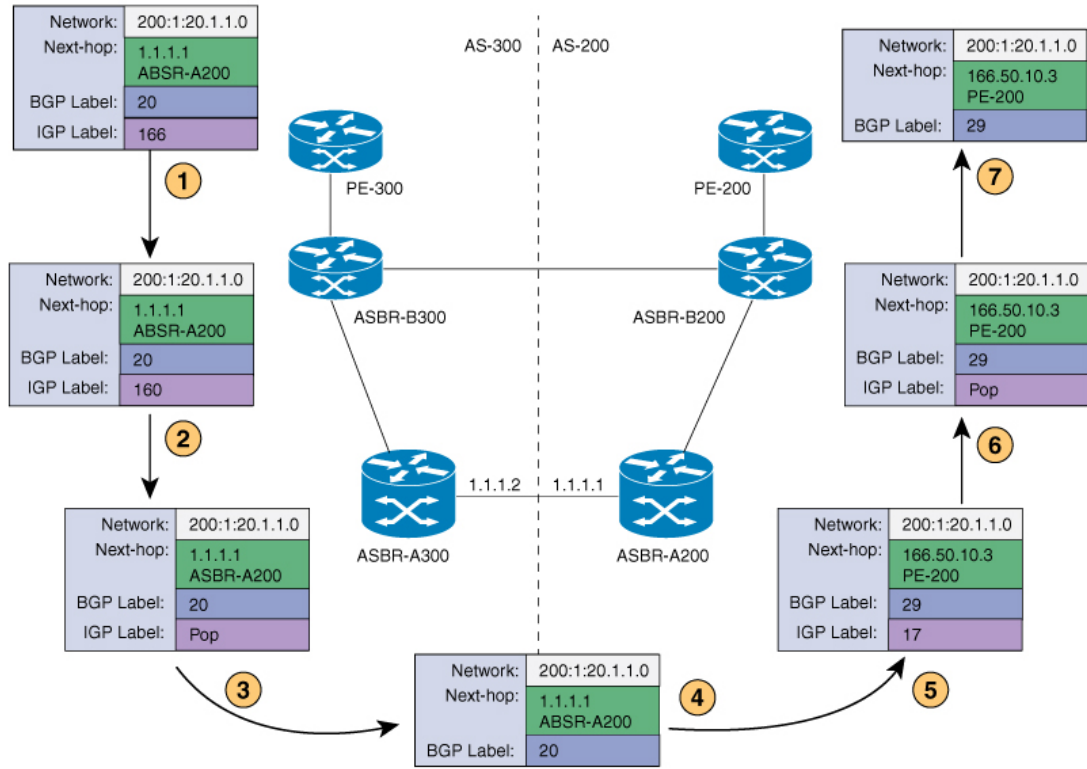 Network: 200:1:20.1.1.0
Next-hop: 1.1.1.1
ABSR-A200
BGP Label: 20
IGP Label: 166
1
Network: 200:1:20.1.1.0
Next-hop: 1.1.1.1
ABSR-A200
BGP Label: 20
IGP Label: 160
2
Network: 200:1:20.1.1.0
Next-hop: 1.1.1.1
ASBR-A200
BGP Label: 20
IGP Label: Pop
3
AS-300
AS-200
PE-300
PE-200
ASBR-B300
ASBR-B200
1.1.1.2
1.1.1.1
ASBR-A300
ASBR-A200
Network: 200:1:20.1.1.0
Next-hop: 1.1.1.1
ABSR-A200
BGP Label: 20
4
Network: 200:1:20.1.1.0
Next-hop: 166.50.10.3
PE-200
BGP Label: 29
IGP Label: 17
5
6
Network: 200:1:20.1.1.0
Next-hop: 166.50.10.3
PE-200
BGP Label: 29
IGP Label: Pop
7
Network: 200:1:20.1.1.0
Next-hop: 166.50.10.3
PE-200
BGP Label: 29